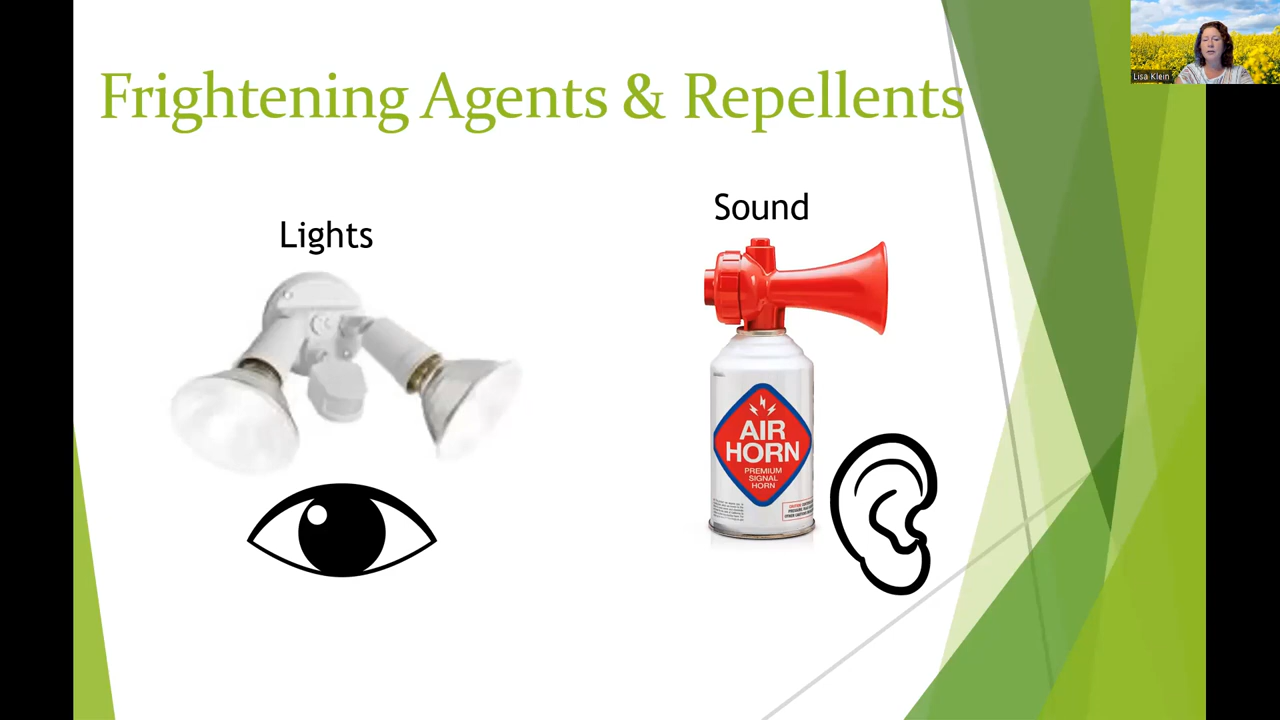 Frightening Agents & Repellents
Lisa Klein
Sound
Lights
AIR
HORN
PREMIUM
SIGNAL
HORN